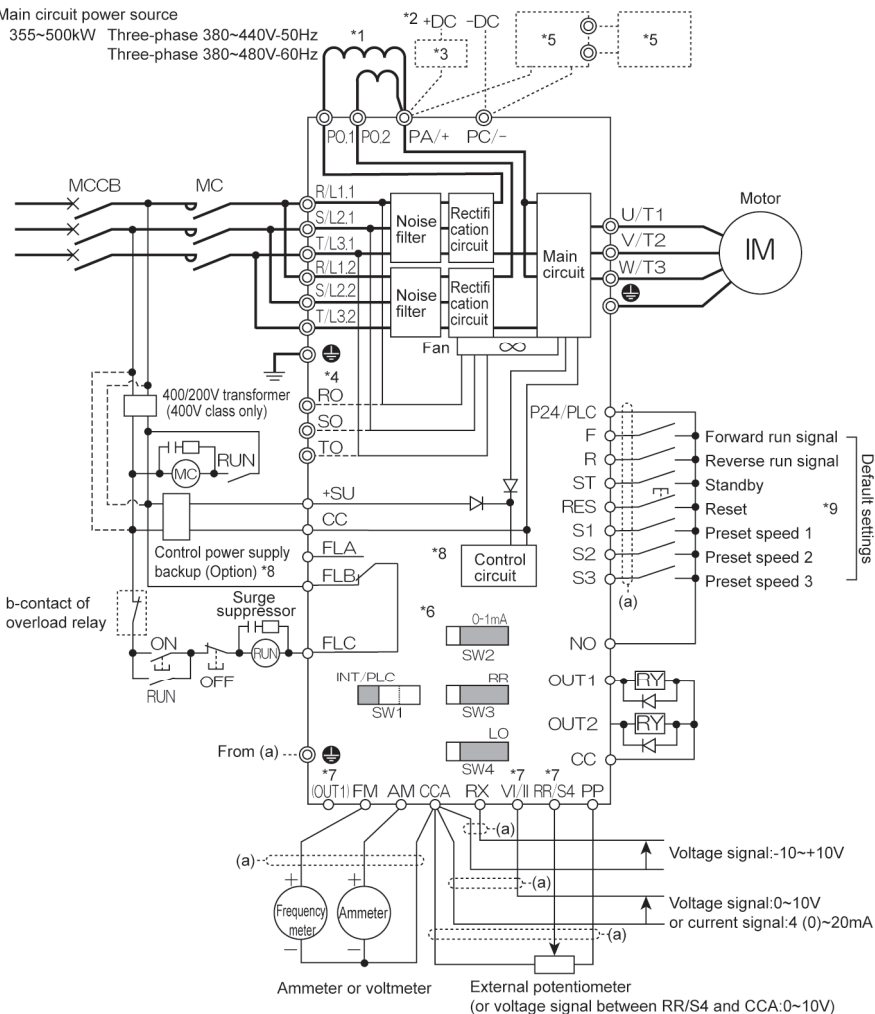 Main circuit power source
355~500kW Three-phase 380~440V-50Hz
Three-phase 380~480V-60Hz
*1
*2 +DC -DC
*3
*5
*5
PO.1 PO.2 PA/+ PC/-
MCCB MC
R/L1.1
S/L2.1
T/L3.1
R/L1.2
S/L2.2
T/L3.2
Noise filter
Rectification circuit
Noise filter
Rectification circuit
Main circuit
Fan
U/T1
V/T2
W/T3
Motor
IM
*4
RO
SO
TO
400/200V transformer
(400V class only)
MC
RUN
+SU
CC
Control power supply
backup (Option) *8
FLA
FLB
FLC
*8
Control circuit
b-contact of
overload relay
Surge
suppressor
ON
OFF
RUN
RUN
*6
0-1mA
SW2
INT/PLC
SW1
RR
SW3
LO
SW4
P24/PLC
F Forward run signal
R Reverse run signal
ST Standby
RES Reset
S1 Preset speed 1
S2 Preset speed 2
S3 Preset speed 3
*9
Default settings
(a)
NO
OUT1 RY
OUT2 RY
CC
From (a)
*7 *7 *7
(OUT1) FM AM CCA RX VI/II RR/S4 PP
(a)
(a)
(a)
(a)
+ +
Frequency meter
Ammeter
− −
Ammeter or voltmeter
Voltage signal:-10~+10V
Voltage signal:0~10V
or current signal:4 (0)~20mA
External potentiometer
(or voltage signal between RR/S4 and CCA:0~10V)